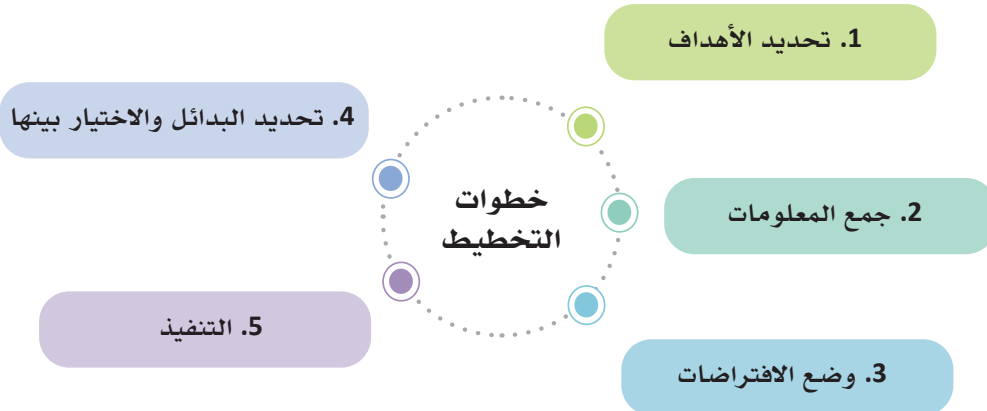 خطوات
التخطيط
1. تحديد الأهداف
2. جمع المعلومات
3. وضع الافتراضات
4. تحديد البدائل والاختيار بينها
5. التنفيذ